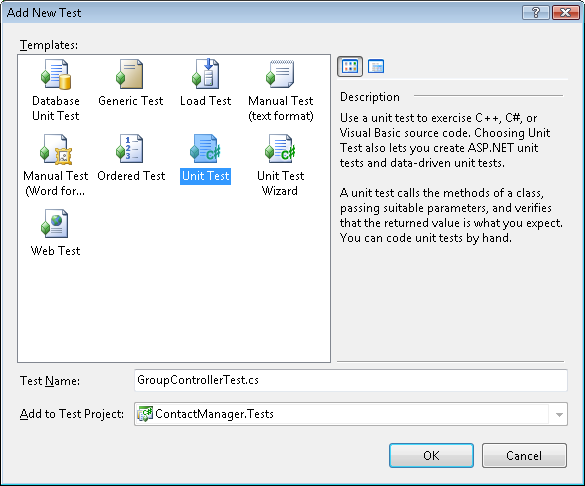 Add New Test
Templates:
Database
Unit Test
Generic Test
Load Test
Manual Test
(text format)
Manual Test
(Word for...
Ordered Test
Unit Test
Unit Test
Wizard
Web Test
Description
Use a unit test to exercise C++, C#, or
Visual Basic source code. Choosing Unit
Test also lets you create ASP.NET unit
tests and data-driven unit tests.
A unit test calls the methods of a class,
passing suitable parameters, and verifies
that the returned value is what you expect.
You can code unit tests by hand.
Test Name:
GroupControllerTest.cs
Add to Test Project:
ContactManager.Tests
OK
Cancel